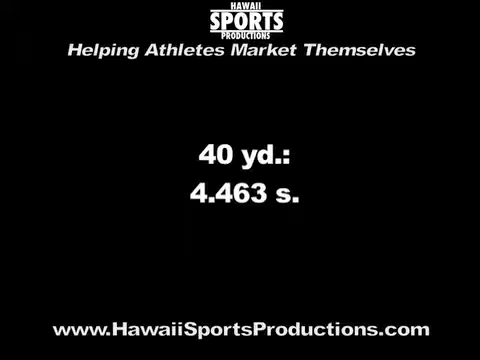 HAWAII
SPORTS
PRODUCTIONS
Helping Athletes Market Themselves
40 yd.:
4.463 s.
www.HawaiiSportsProductions.com